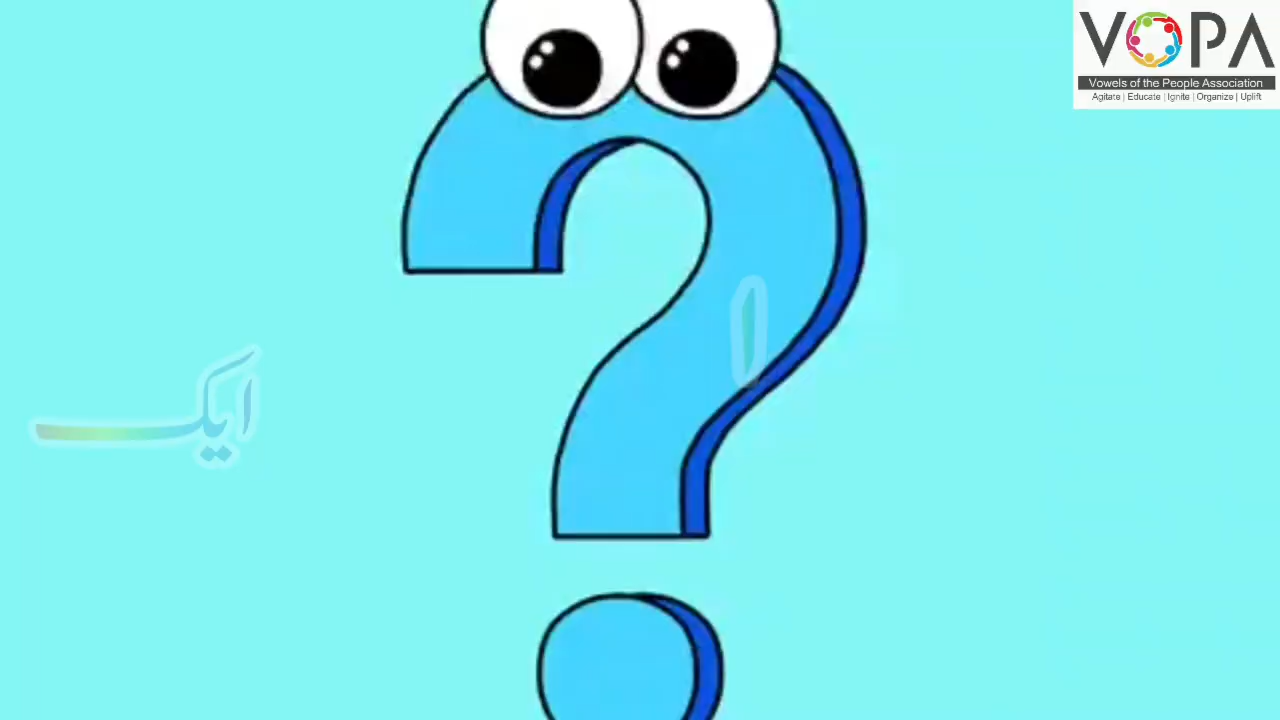 VOPA
Vowels of the People Association
Agitate | Educate | Ignite | Organize | Uplift
ا
ایک